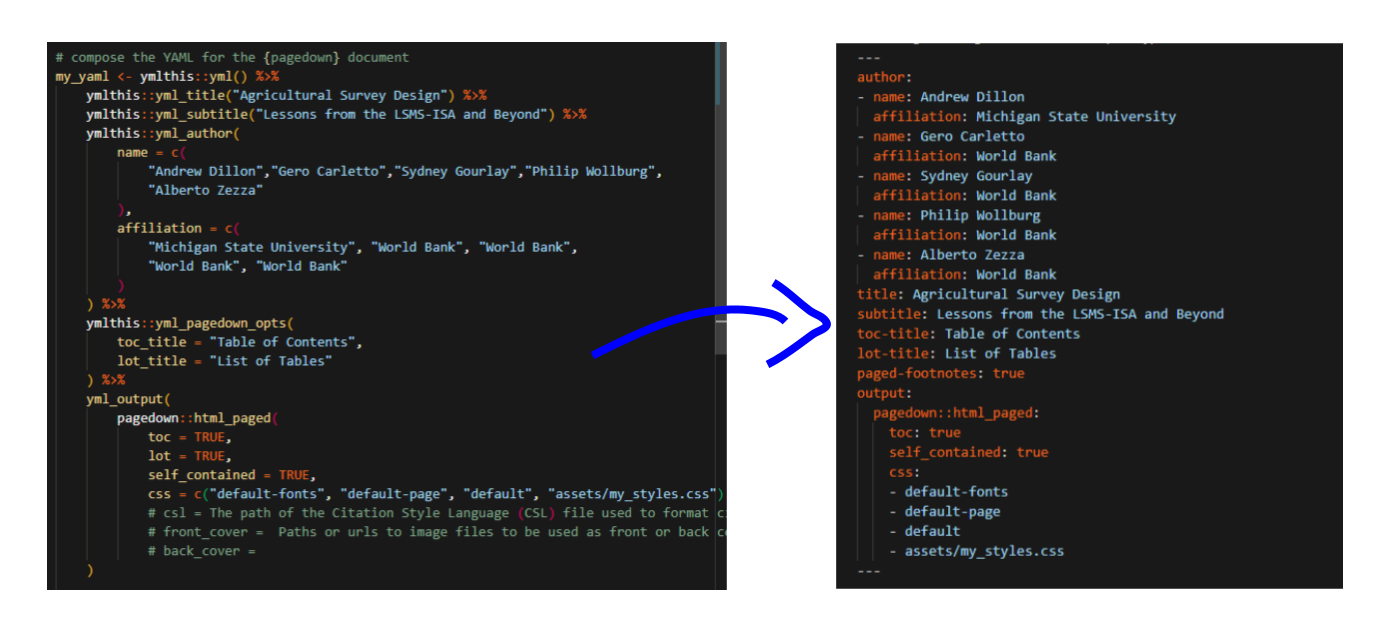 # compose the YAML for the {pagedown} document
my_yaml <- ymlthis::yml() %>%
    ymlthis::yml_title("Agricultural Survey Design") %>%
    ymlthis::yml_subtitle("Lessons from the LSMS-ISA and Beyond") %>%
    ymlthis::yml_author(
        name = c(
            "Andrew Dillon","Gero Carletto","Sydney Gourlay","Philip Wollburg",
            "Alberto Zezza"
        ),
        affiliation = c(
            "Michigan State University", "World Bank", "World Bank",
            "World Bank", "World Bank"
        )
    ) %>%
    ymlthis::yml_pagedown_opts(
        toc_title = "Table of Contents",
        lot_title = "List of Tables"
    ) %>%
    yml_output(
        pagedown::html_paged(
            toc = TRUE,
            lot = TRUE,
            self_contained = TRUE,
            css = c("default-fonts", "default-page", "default", "assets/my_styles.css")
            # csl = The path of the Citation Style Language (CSL) file used to format
            # front_cover =  Paths or urls to image files to be used as front or back
            # back_cover =
    )
---
author:
- name: Andrew Dillon
  affiliation: Michigan State University
- name: Gero Carletto
  affiliation: World Bank
- name: Sydney Gourlay
  affiliation: World Bank
- name: Philip Wollburg
  affiliation: World Bank
- name: Alberto Zezza
  affiliation: World Bank
title: Agricultural Survey Design
subtitle: Lessons from the LSMS-ISA and Beyond
toc-title: Table of Contents
lot-title: List of Tables
paged-footnotes: true
output:
  pagedown::html_paged:
    toc: true
    self_contained: true
    css:
    - default-fonts
    - default-page
    - default
    - assets/my_styles.css
---